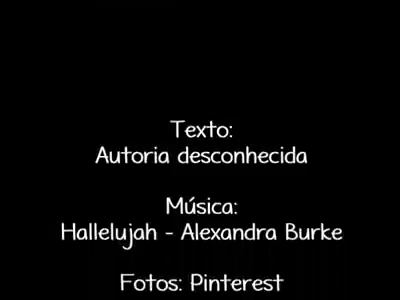 Texto:
Autoria desconhecida
Música:
Hallelujah - Alexandra Burke
Fotos: Pinterest